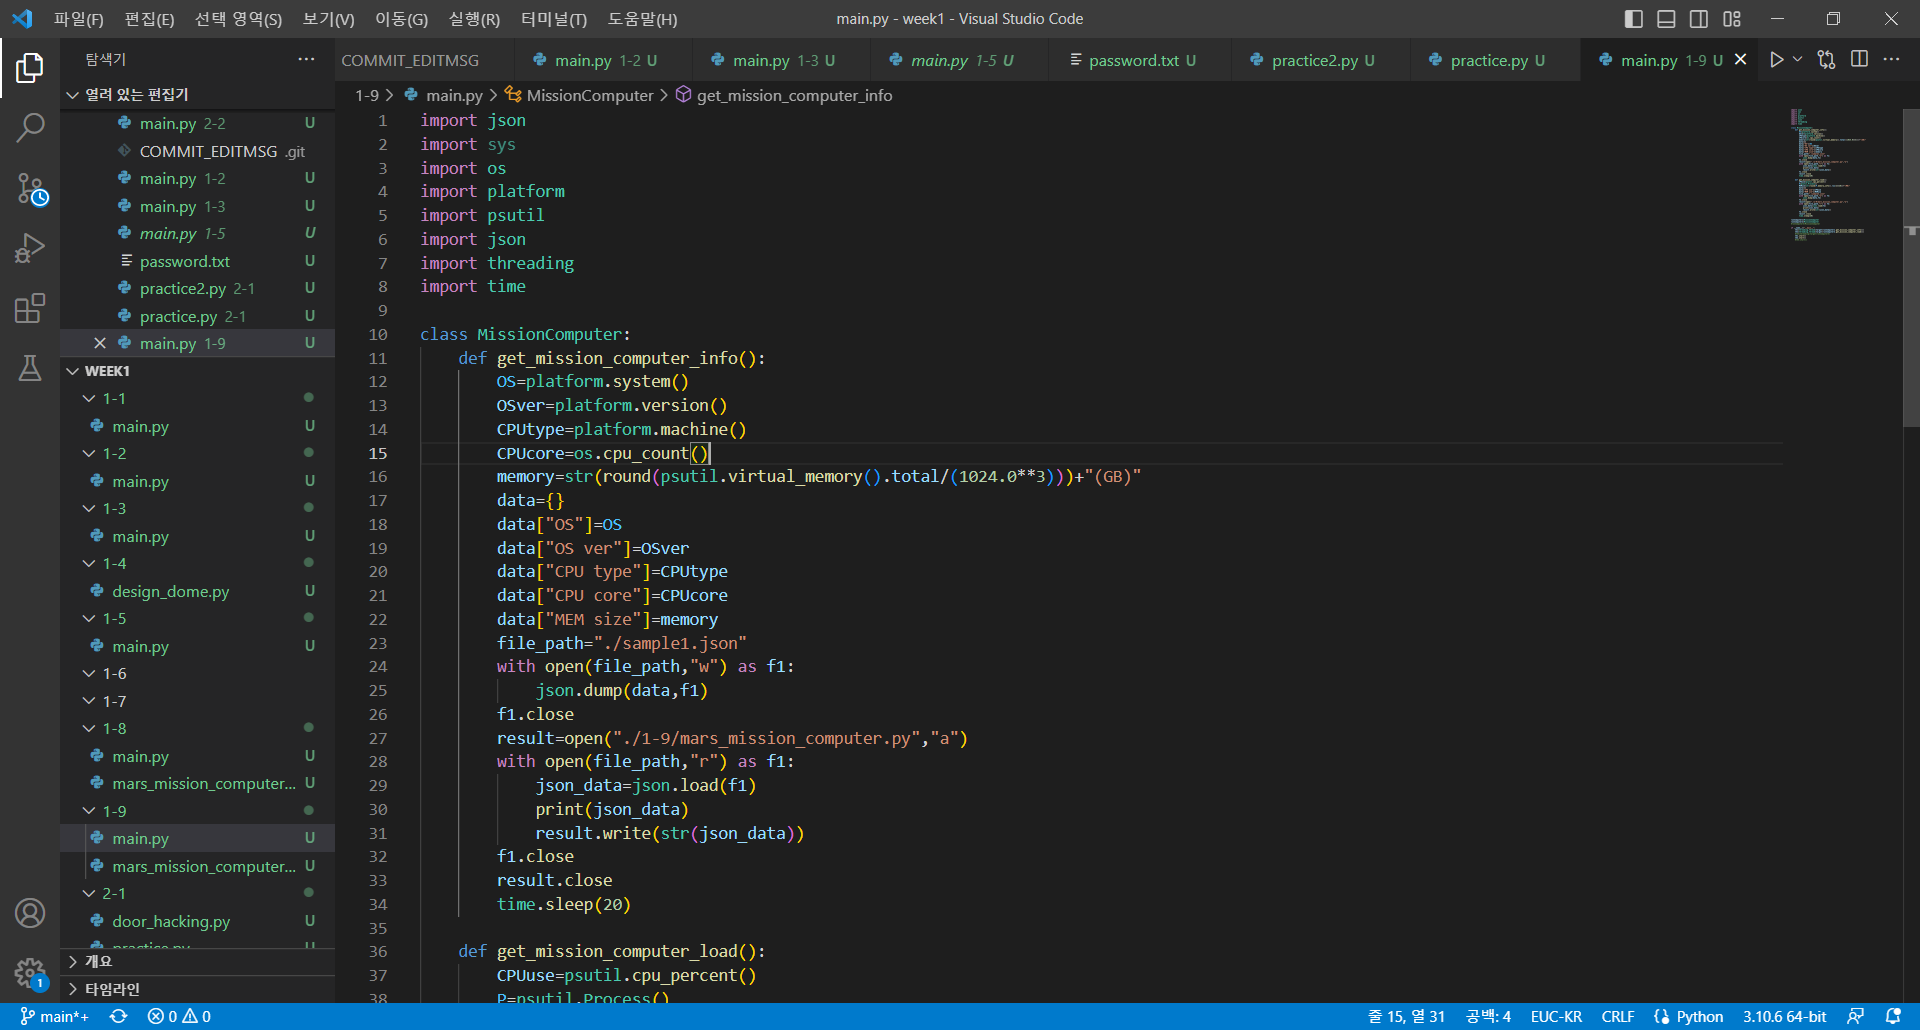 파일(F) 편집(E) 선택 영역(S) 보기(V) 이동(G) 실행(R) 터미널(T) 도움말(H) main.py - week1 - Visual Studio Code
탐색기
COMMIT_EDITMSG main.py 1-2 U main.py 1-3 U main.py 1-5 U password.txt U practice2.py U practice.py U main.py 1-9 U
열려 있는 편집기
main.py 2-2 U
COMMIT_EDITMSG .git
main.py 1-2 U
main.py 1-3 U
main.py 1-5 U
password.txt U
practice2.py 2-1 U
practice.py 2-1 U
main.py 1-9 U
WEEK1
1-1
main.py U
1-2
main.py U
1-3
main.py U
1-4
design_dome.py U
1-5
main.py U
1-6
1-7
1-8
main.py U
mars_mission_computer... U
1-9
main.py U
mars_mission_computer... U
2-1
door_hacking.py U
practice.py U
개요
타임라인
1-9 > main.py > MissionComputer > get_mission_computer_info
1 import json
2 import sys
3 import os
4 import platform
5 import psutil
6 import json
7 import threading
8 import time
9
10 class MissionComputer:
11 def get_mission_computer_info():
12 OS=platform.system()
13 OSver=platform.version()
14 CPUtype=platform.machine()
15 CPUcore=os.cpu_count()
16 memory=str(round(psutil.virtual_memory().total/(1024.0**3)))+"(GB)"
17 data={}
18 data["OS"]=OS
19 data["OS ver"]=OSver
20 data["CPU type"]=CPUtype
21 data["CPU core"]=CPUcore
22 data["MEM size"]=memory
23 file_path="./sample1.json"
24 with open(file_path,"w") as f1:
25 json.dump(data,f1)
26 f1.close
27 result=open("./1-9/mars_mission_computer.py","a")
28 with open(file_path,"r") as f1:
29 json_data=json.load(f1)
30 print(json_data)
31 result.write(str(json_data))
32 f1.close
33 result.close
34 time.sleep(20)
35
36 def get_mission_computer_load():
37 CPUuse=psutil.cpu_percent()
38 P=psutil.Process()
1
main*+ 0 0 줄 15, 열 31 공백: 4 EUC-KR CRLF Python 3.10.6 64-bit